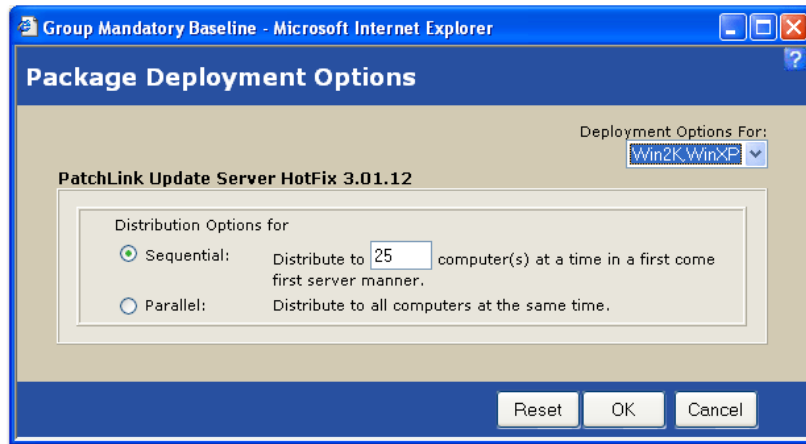 Group Mandatory Baseline - Microsoft Internet Explorer
?
Package Deployment Options
Deployment Options For:
Win2K,WinXP
PatchLink Update Server HotFix 3.01.12
Distribution Options for
Sequential: Distribute to 25 computer(s) at a time in a first come
first server manner.
Parallel: Distribute to all computers at the same time.
Reset OK Cancel